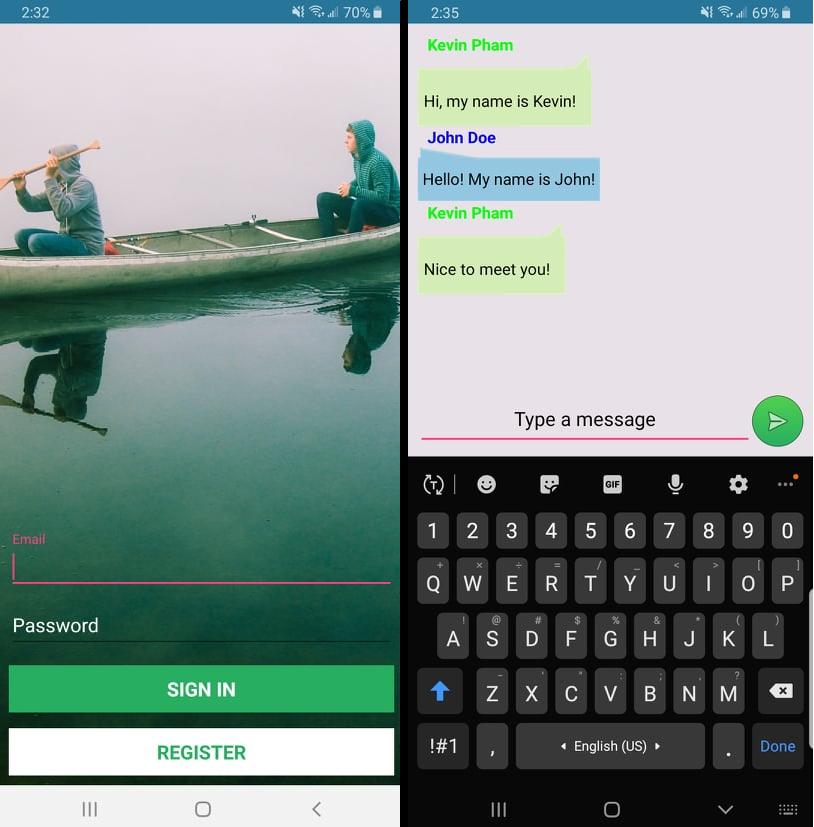 2:32
70%
Email
Password
SIGN IN
REGISTER
2:35
69%
Kevin Pham
Hi, my name is Kevin!
John Doe
Hello! My name is John!
Kevin Pham
Nice to meet you!
Type a message
T GIF
1 2 3 4 5 6 7 8 9 0
+ × ÷ = / _ < > [ ]
Q W E R T Y U I O P
! @ # $ % & * ( )
A S D F G H J K L
- ' " : ; , ?
Z X C V B N M
!#1 , English (US) . Done